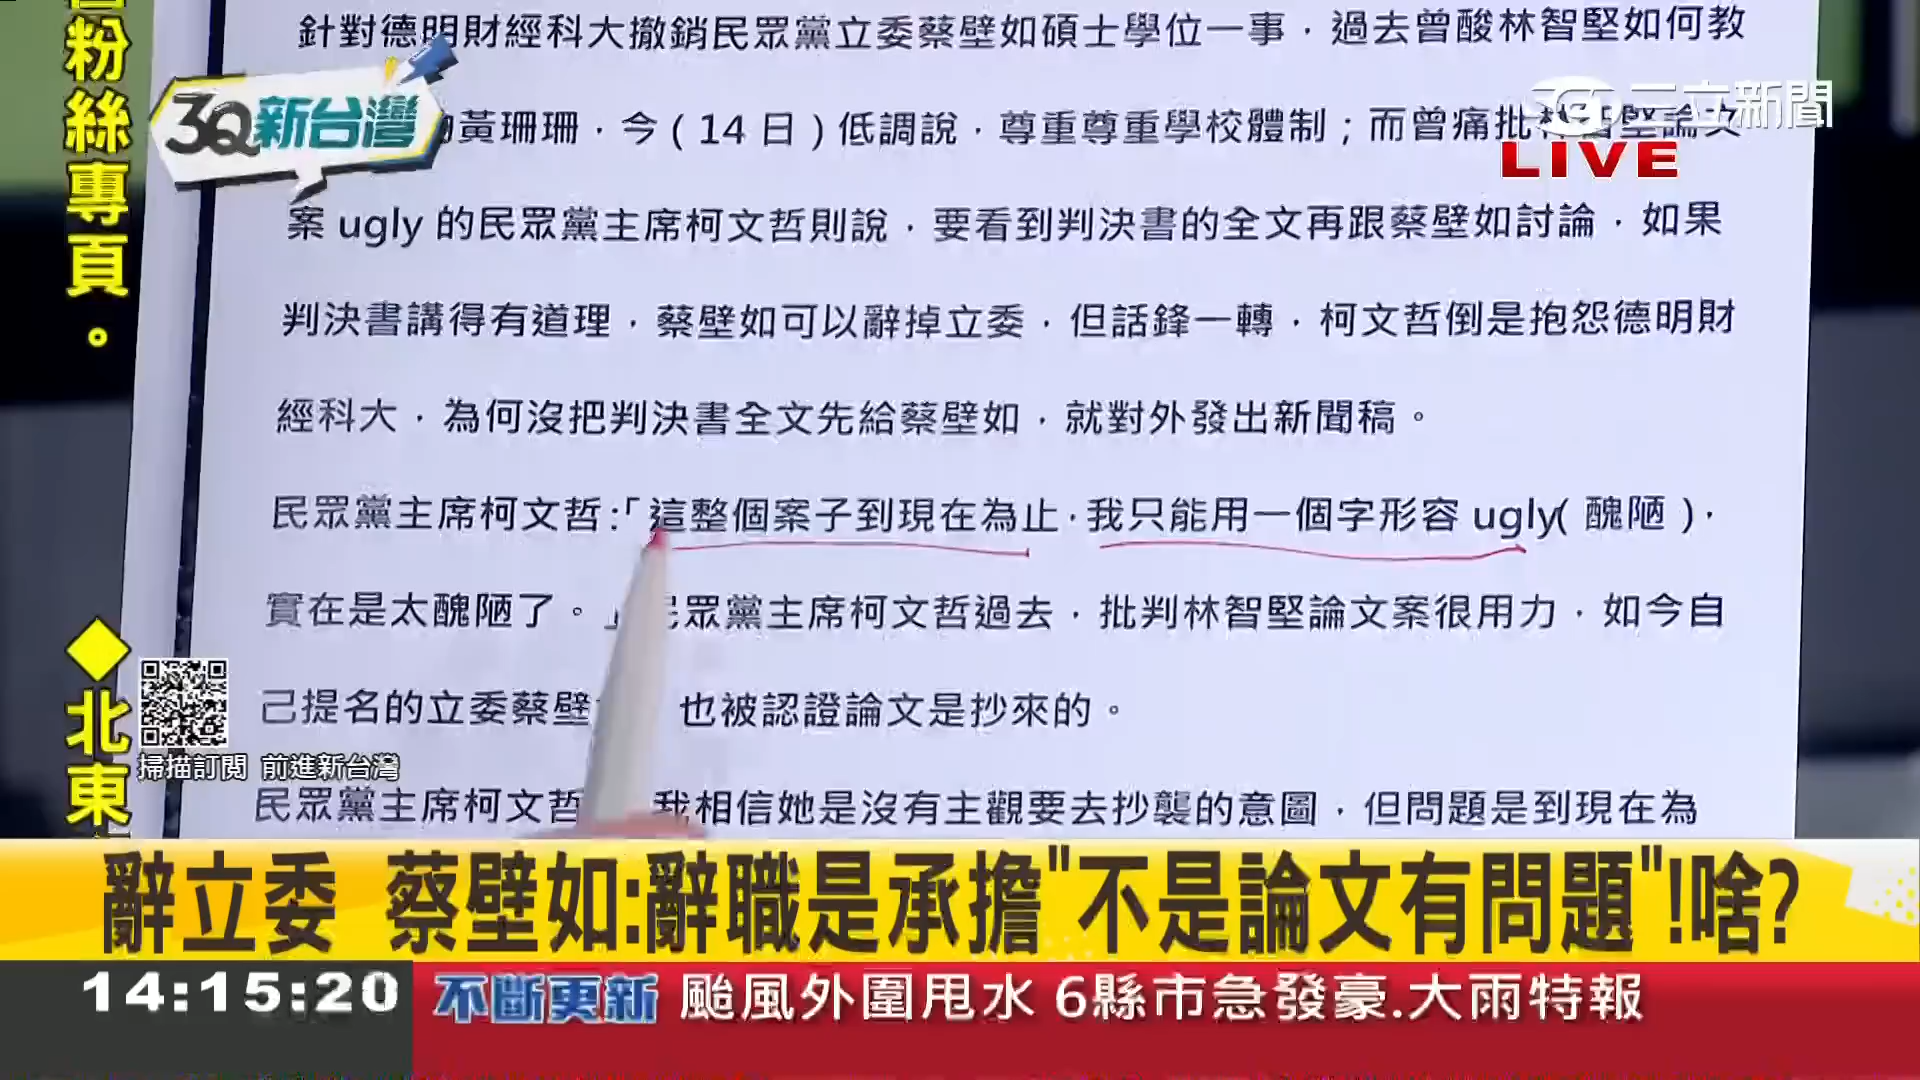 粉絲專頁。
◆北東
針對德明財經科大撤銷民眾黨立委蔡壁如碩士學位一事，過去曾酸林智堅如何教
黃珊珊，今（14日）低調說，尊重尊重學校體制；而曾痛批林智堅論文
案 ugly 的民眾黨主席柯文哲則說，要看到判決書的全文再跟蔡壁如討論，如果
判決書講得有道理，蔡壁如可以辭掉立委，但話鋒一轉，柯文哲倒是抱怨德明財
經科大，為何沒把判決書全文先給蔡壁如，就對外發出新聞稿。
民眾黨主席柯文哲:「這整個案子到現在為止，我只能用一個字形容 ugly(醜陋)，
實在是太醜陋了。」民眾黨主席柯文哲過去，批判林智堅論文案很用力，如今自
己提名的立委蔡壁 也被認證論文是抄來的。
民眾黨主席柯文哲 我相信她是沒有主觀要去抄襲的意圖，但問題是到現在為
3Q新台灣
三立新聞
LIVE
掃描訂閱 前進新台灣
辭立委 蔡壁如:辭職是承擔"不是論文有問題"!啥?
14:15:20 不斷更新 颱風外圍甩水 6縣市急發豪.大雨特報